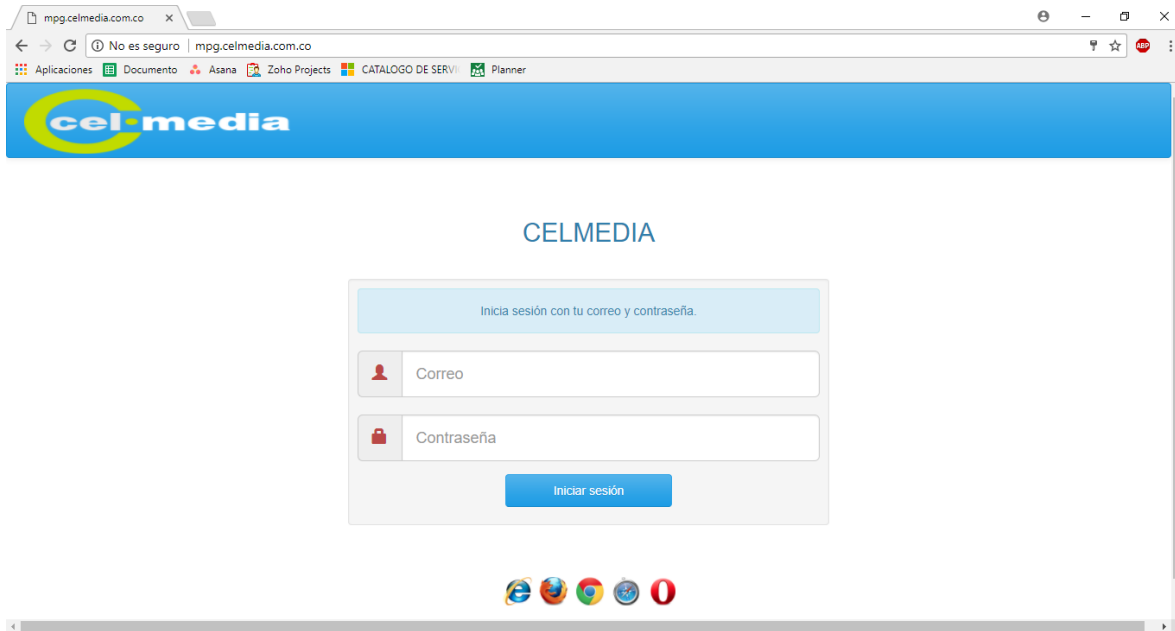 mpg.celmedia.com.co
No es seguro | mpg.celmedia.com.co
ABP
Aplicaciones Documento Asana Zoho Projects CATALOGO DE SERVI Planner
cel·media
CELMEDIA
Inicia sesión con tu correo y contraseña.
Correo
Contraseña
Iniciar sesión